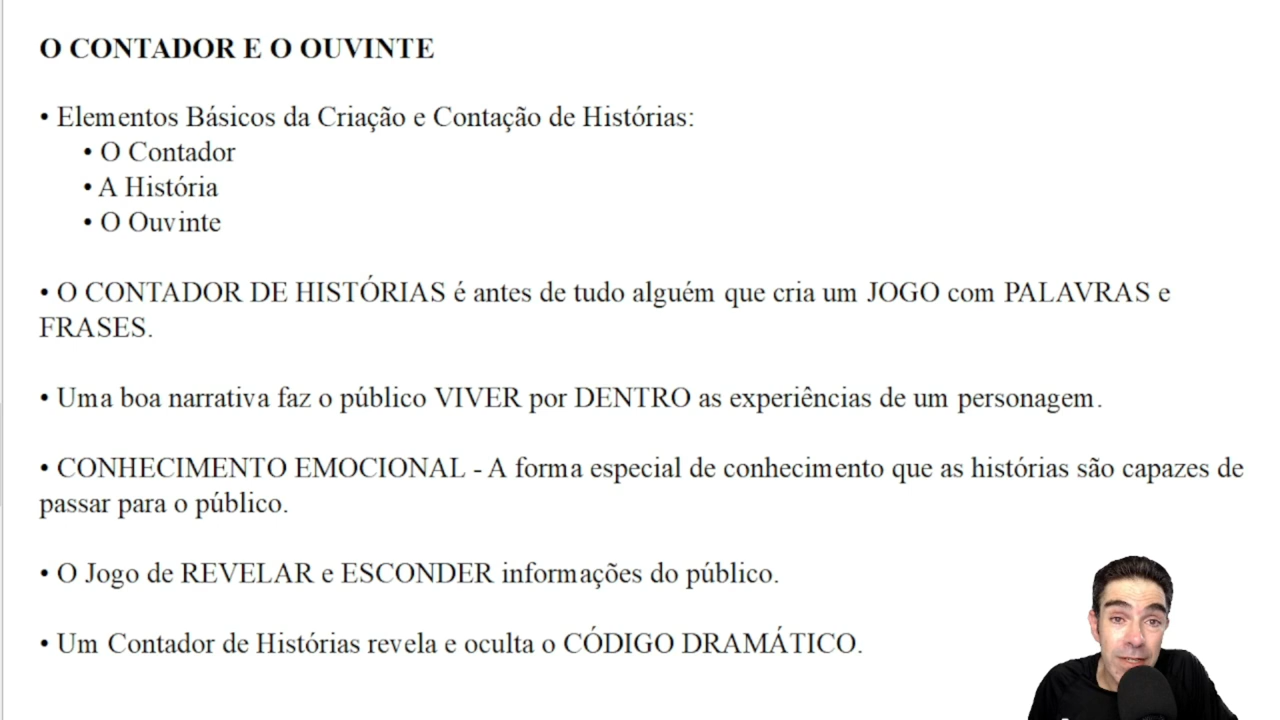 O CONTADOR E O OUVINTE
• Elementos Básicos da Criação e Contação de Histórias:
• O Contador
• A História
• O Ouvinte
• O CONTADOR DE HISTÓRIAS é antes de tudo alguém que cria um JOGO com PALAVRAS e
FRASES.
• Uma boa narrativa faz o público VIVER por DENTRO as experiências de um personagem.
• CONHECIMENTO EMOCIONAL - A forma especial de conhecimento que as histórias são capazes de
passar para o público.
• O Jogo de REVELAR e ESCONDER informações do público.
• Um Contador de Histórias revela e oculta o CÓDIGO DRAMÁTICO.